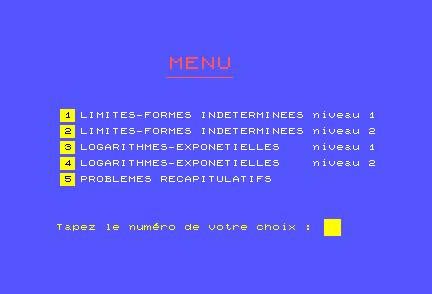 MENU
1 LIMITES-FORMES INDETERMINEES niveau 1
2 LIMITES-FORMES INDETERMINEES niveau 2
3 LOGARITHMES-EXPONETIELLES niveau 1
4 LOGARITHMES-EXPONETIELLES niveau 2
5 PROBLEMES RECAPITULATIFS
Tapez le numéro de votre choix :